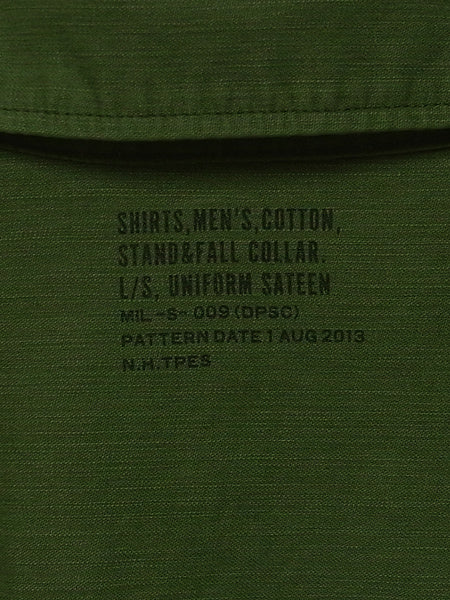 SHIRTS,MEN'S,COTTON,
STAND&FALL COLLAR.
L/S, UNIFORM SATEEN
MIL-S-009(DPSC)
PATTERN DATE 1 AUG 2013
N.H.TPES